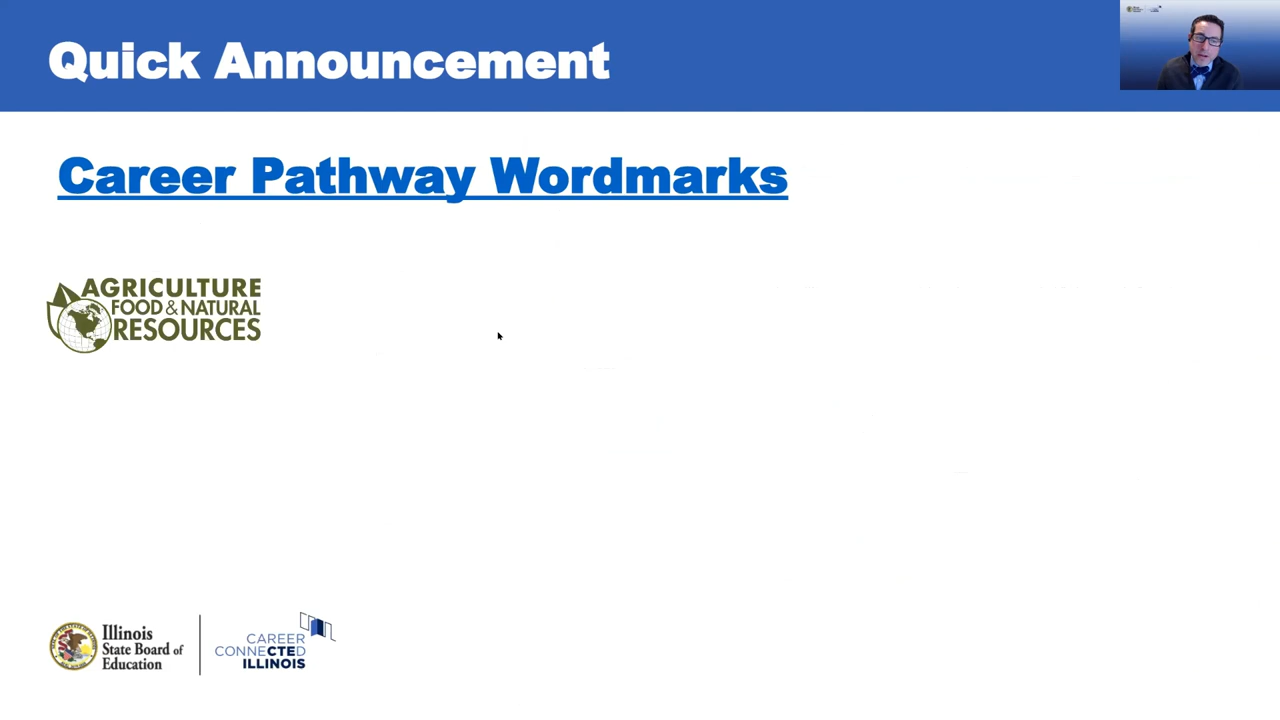 Quick Announcement
Career Pathway Wordmarks
AGRICULTURE
FOOD & NATURAL
RESOURCES
Illinois
State Board of
Education
CAREER
CONNECTED
ILLINOIS